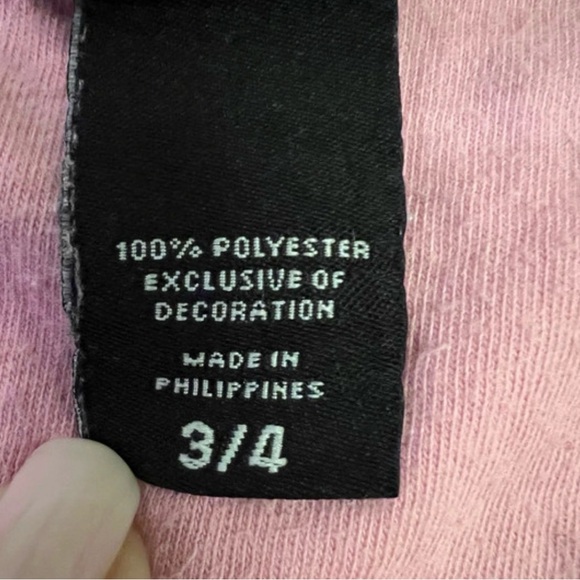 100% POLYESTER
EXCLUSIVE OF
DECORATION
MADE IN
PHILIPPINES
3/4